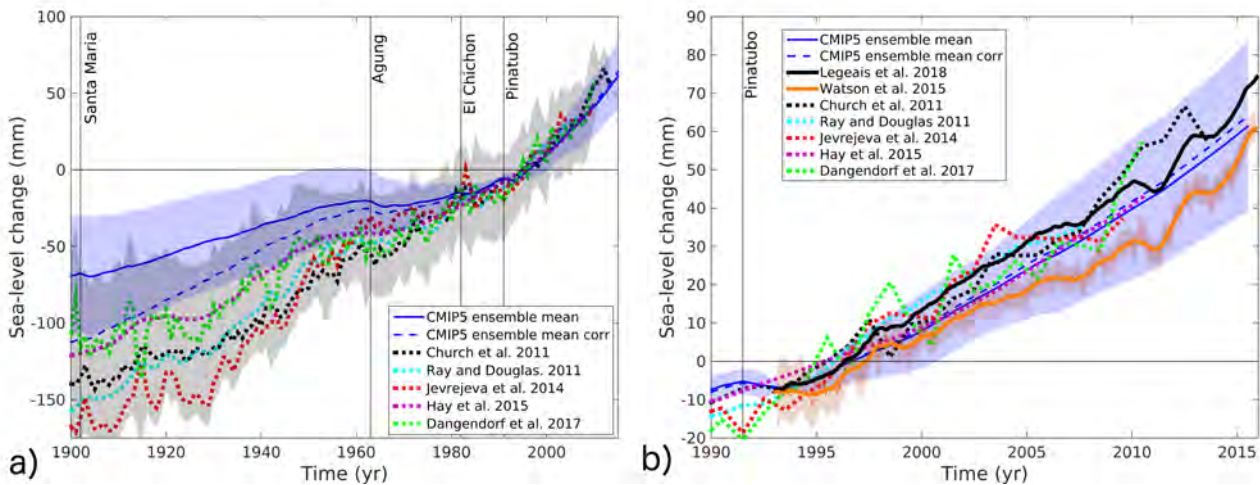 Santa Maria
Agung
El Chichon
Pinatubo
100
50
0
-50
-100
-150
Sea-level change (mm)
CMIP5 ensemble mean
CMIP5 ensemble mean corr
Church et al. 2011
Ray and Douglas. 2011
Jevrejeva et al. 2014
Hay et al. 2015
Dangendorf et al. 2017
1900 1920 1940 1960 1980 2000
Time (yr)
a)
Pinatubo
90
80
70
60
50
40
30
20
10
0
-10
-20
Sea-level change (mm)
CMIP5 ensemble mean
CMIP5 ensemble mean corr
Legeais et al. 2018
Watson et al. 2015
Church et al. 2011
Ray and Douglas 2011
Jevrejeva et al. 2014
Hay et al. 2015
Dangendorf et al. 2017
1990 1995 2000 2005 2010 2015
Time (yr)
b)